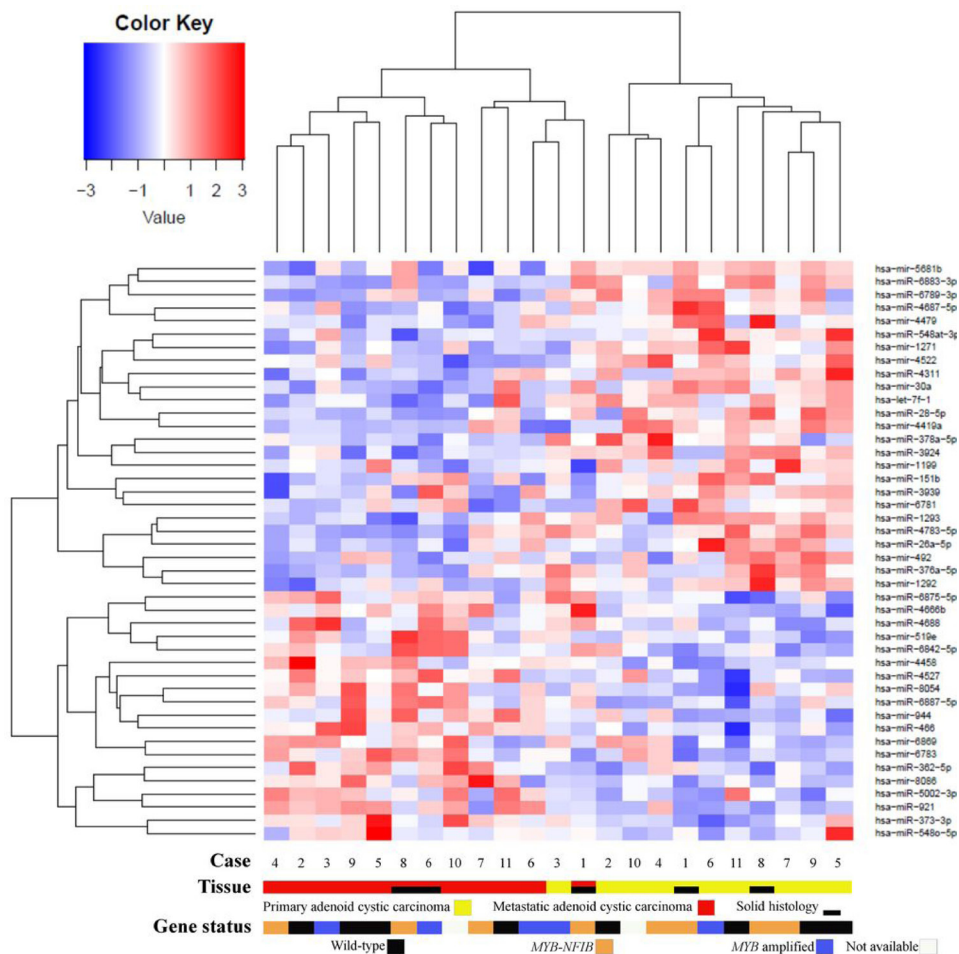 Color Key
−3 −1 1 2 3
Value
hsa-mir-5681b
hsa-miR-6883-3p
hsa-miR-6789-3p
hsa-miR-4687-5p
hsa-mir-4479
hsa-miR-548at-3p
hsa-mir-1271
hsa-mir-4522
hsa-miR-4311
hsa-mir-30a
hsa-let-7f-1
hsa-miR-28-5p
hsa-mir-4419a
hsa-miR-378a-5p
hsa-miR-3924
hsa-mir-1199
hsa-miR-151b
hsa-miR-3939
hsa-mir-6781
hsa-miR-1293
hsa-miR-4783-5p
hsa-miR-26a-5p
hsa-mir-492
hsa-miR-376a-5p
hsa-mir-1292
hsa-miR-6875-5p
hsa-miR-4666b
hsa-miR-4688
hsa-mir-519e
hsa-miR-6842-5p
hsa-mir-4458
hsa-miR-4527
hsa-miR-8054
hsa-miR-6887-5p
hsa-mir-944
hsa-miR-466
hsa-mir-6869
hsa-mir-6783
hsa-miR-362-5p
hsa-mir-8086
hsa-miR-5002-3p
hsa-miR-921
hsa-miR-373-3p
hsa-miR-548o-5p
Case 4 2 3 9 5 8 6 10 7 11 6 3 1 2 10 4 1 6 11 8 7 9 5
Tissue
Primary adenoid cystic carcinoma Metastatic adenoid cystic carcinoma Solid histology
Gene status
Wild-type MYB-NFIB MYB amplified Not available